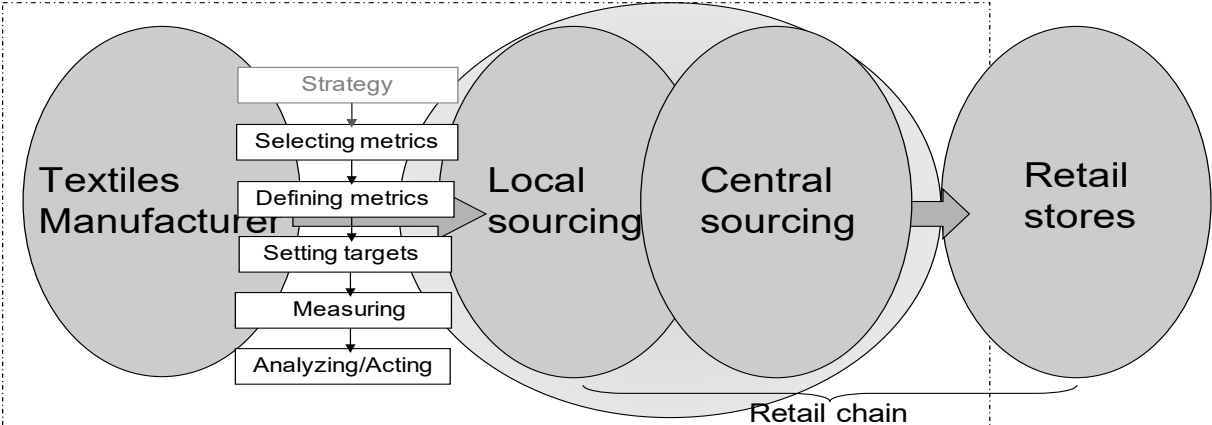 Strategy
Selecting metrics
Defining metrics
Setting targets
Measuring
Analyzing/Acting
Textiles
Manufacturer
Local
sourcing
Central
sourcing
Retail
stores
Retail chain